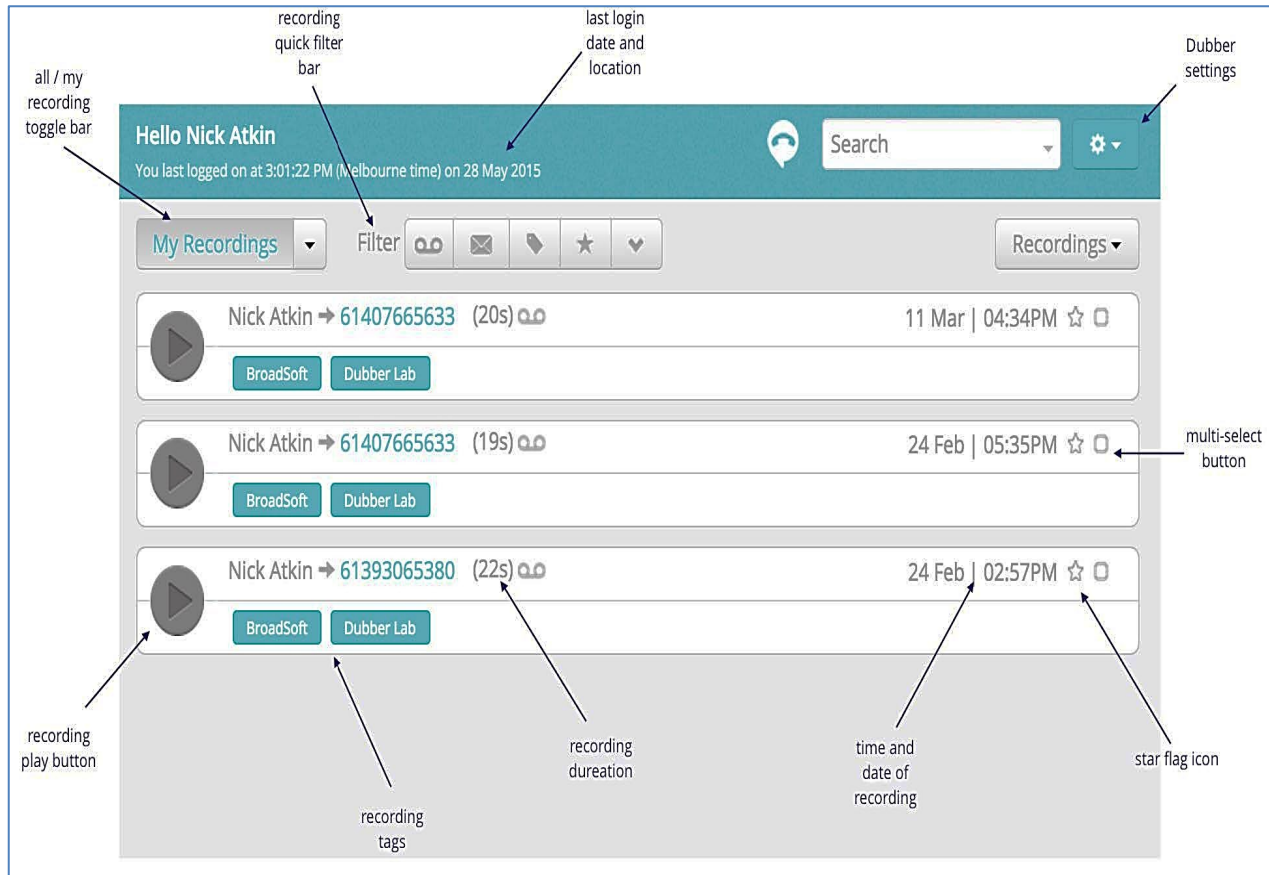 recording
quick filter
bar
last login
date and
location
Dubber
settings
all / my
recording
toggle bar
Hello Nick Atkin
You last logged on at 3:01:22 PM (Melbourne time) on 28 May 2015
Search
My Recordings
Filter
Recordings
Nick Atkin → 61407665633 (20s)
11 Mar | 04:34PM
BroadSoft
Dubber Lab
Nick Atkin → 61407665633 (19s)
24 Feb | 05:35PM
BroadSoft
Dubber Lab
multi-select
button
Nick Atkin → 61393065380 (22s)
24 Feb | 02:57PM
BroadSoft
Dubber Lab
recording
play button
recording
tags
recording
dureation
time and
date of
recording
star flag icon